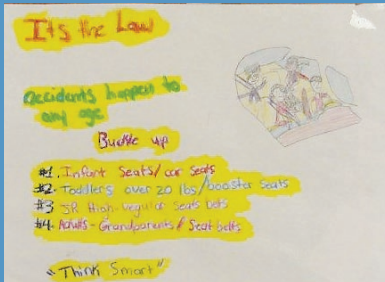 It's the Law
accidents happen to
any age
Buckle up
#1. Infant Seats/car seats
#2. Toddlers over 20 lbs/booster seats
#3 JR High-regular seats belts
#4. Adults-Grandparents/Seat belts
"Think Smart"